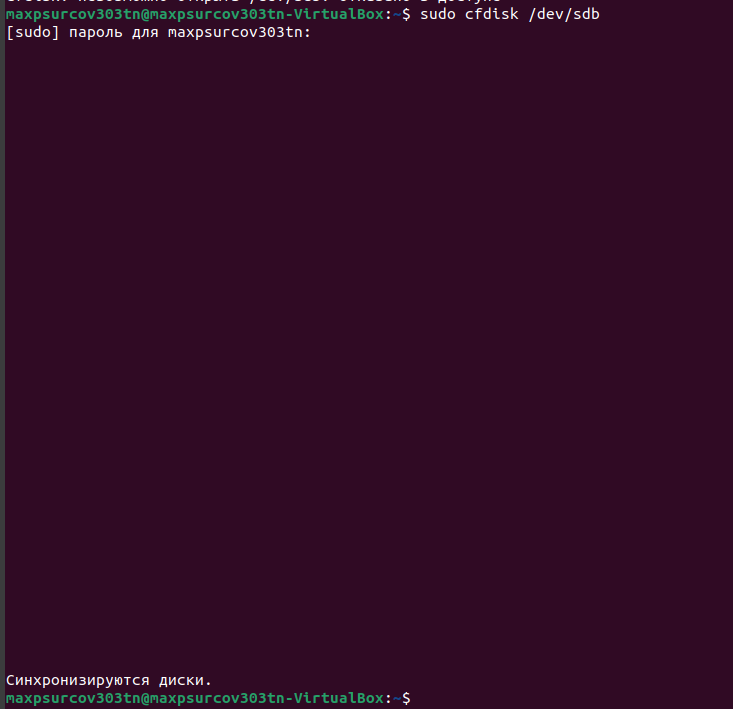 maxpsurcov303tn@maxpsurcov303tn-VirtualBox:~$ sudo cfdisk /dev/sdb
[sudo] пароль для maxpsurcov303tn:
Синхронизируются диски.
maxpsurcov303tn@maxpsurcov303tn-VirtualBox:~$